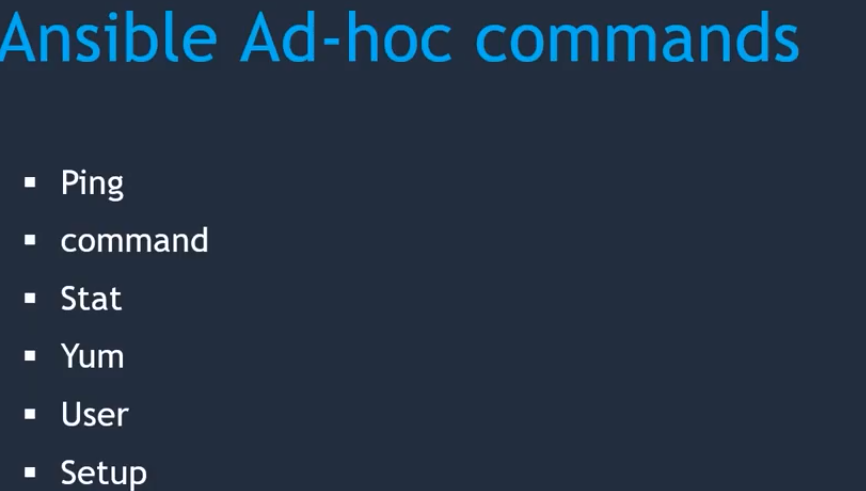 Ansible Ad-hoc commands
▪ Ping
▪ command
▪ Stat
▪ Yum
▪ User
▪ Setup